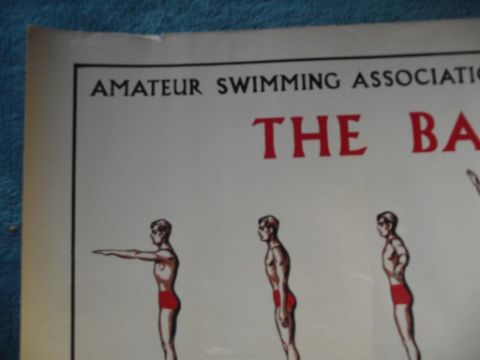 AMATEUR SWIMMING ASSOCIATIO
THE BA